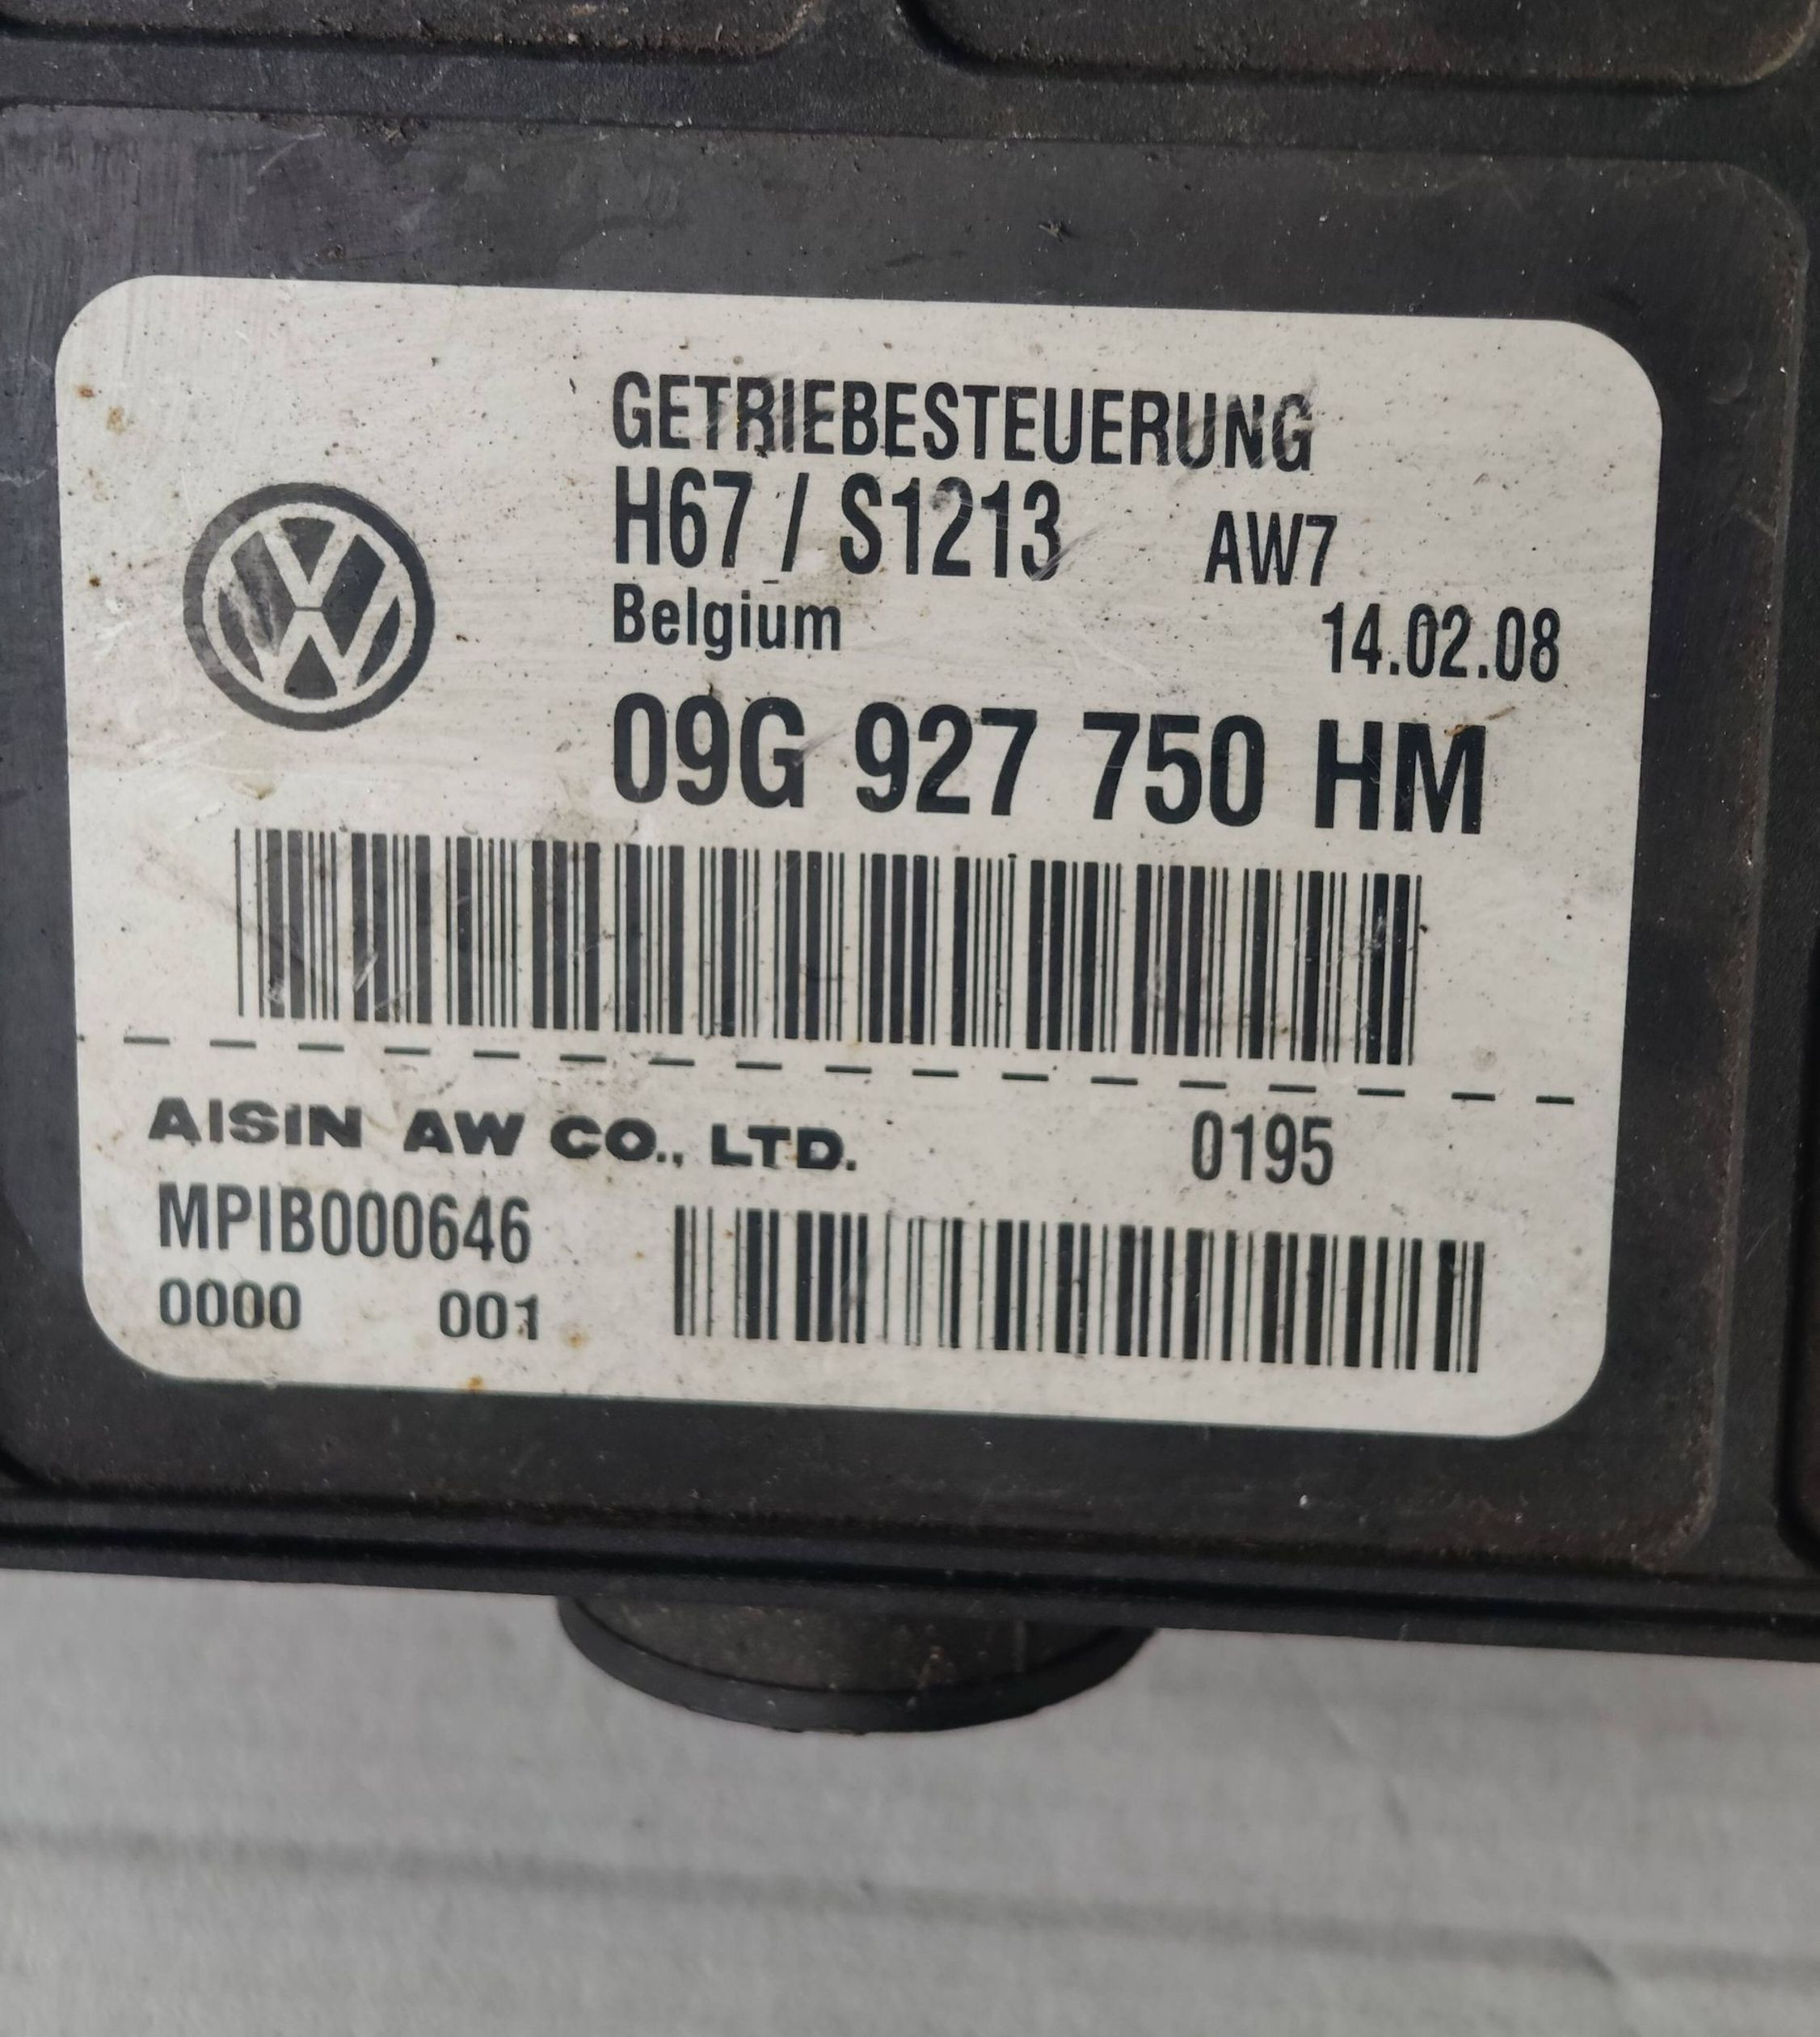 GETRIEBESTEUERUNG
H67 / S1213 AW7
Belgium 14.02.08
09G 927 750 HM
AISIN AW CO., LTD. 0195
MPIB000646
0000 001